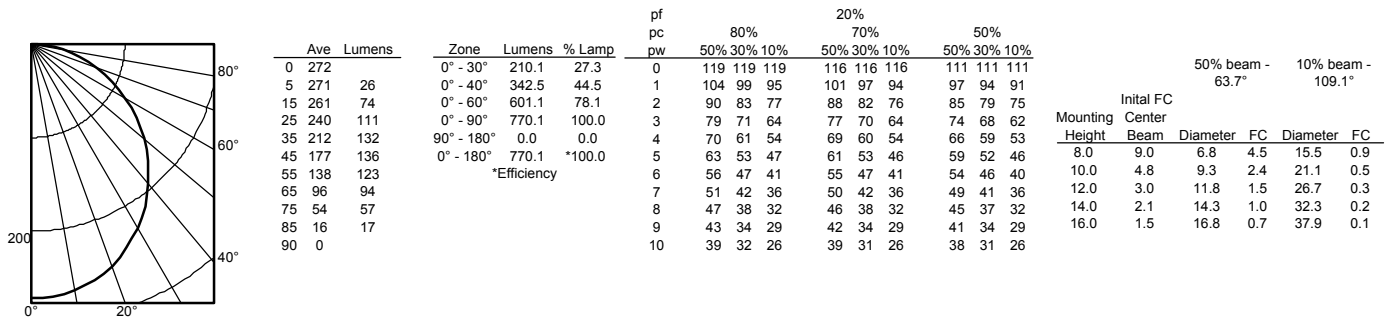 80°
60°
40°
20°
0°
200
Ave Lumens
0 272
5 271 26
15 261 74
25 240 111
35 212 132
45 177 136
55 138 123
65 96 94
75 54 57
85 16 17
90 0
Zone Lumens % Lamp
0° - 30° 210.1 27.3
0° - 40° 342.5 44.5
0° - 60° 601.1 78.1
0° - 90° 770.1 100.0
90° - 180° 0.0 0.0
0° - 180° 770.1 *100.0
*Efficiency
pf 20%
pc 80% 70% 50%
pw 50% 30% 10% 50% 30% 10% 50% 30% 10%
0 119 119 119 116 116 116 111 111 111
1 104 99 95 101 97 94 97 94 91
2 90 83 77 88 82 76 85 79 75
3 79 71 64 77 70 64 74 68 62
4 70 61 54 69 60 54 66 59 53
5 63 53 47 61 53 46 59 52 46
6 56 47 41 55 47 41 54 46 40
7 51 42 36 50 42 36 49 41 36
8 47 38 32 46 38 32 45 37 32
9 43 34 29 42 34 29 41 34 29
10 39 32 26 39 31 26 38 31 26
50% beam - 10% beam -
63.7° 109.1°
Inital FC
Mounting Center
Height Beam Diameter FC Diameter FC
8.0 9.0 6.8 4.5 15.5 0.9
10.0 4.8 9.3 2.4 21.1 0.5
12.0 3.0 11.8 1.5 26.7 0.3
14.0 2.1 14.3 1.0 32.3 0.2
16.0 1.5 16.8 0.7 37.9 0.1